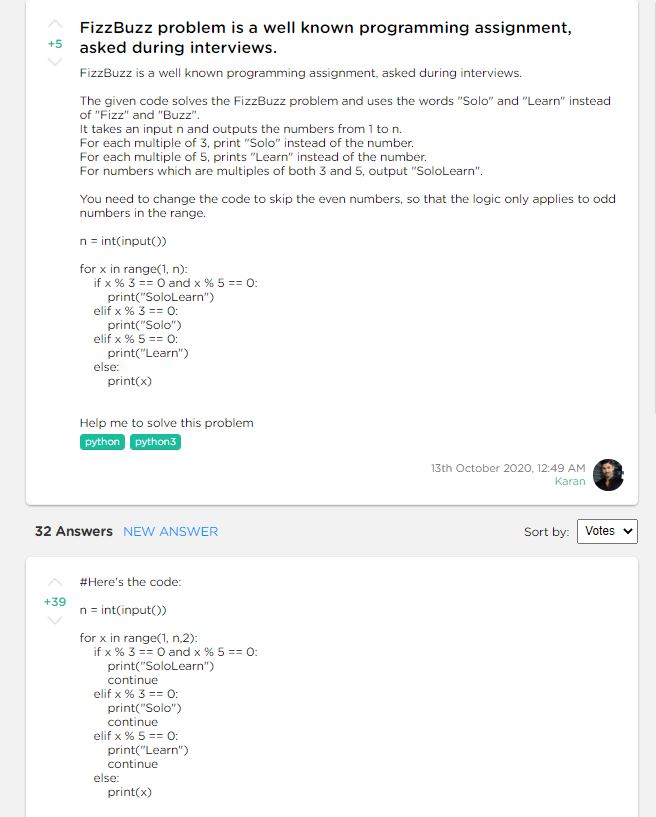 FizzBuzz problem is a well known programming assignment,
+5
asked during interviews.
FizzBuzz is a well known programming assignment, asked during interviews.
The given code solves the FizzBuzz problem and uses the words "Solo" and "Learn" instead
of "Fizz" and "Buzz".
It takes an input n and outputs the numbers from 1 to n.
For each multiple of 3, print "Solo" instead of the number.
For each multiple of 5, prints "Learn" instead of the number.
For numbers which are multiples of both 3 and 5, output "SoloLearn".
You need to change the code to skip the even numbers, so that the logic only applies to odd
numbers in the range.
n = int(input())
for x in range(1, n):
if x % 3 == 0 and x % 5 == 0:
print("SoloLearn")
elif x % 3 == 0:
print("Solo")
elif x % 5 == 0:
print("Learn")
else:
print(x)
Help me to solve this problem
python python3
13th October 2020, 12:49 AM
Karan
32 Answers NEW ANSWER Sort by: Votes
#Here's the code:
+39
n = int(input())
for x in range(1, n,2):
if x % 3 == 0 and x % 5 == 0:
print("SoloLearn")
continue
elif x % 3 == 0:
print("Solo")
continue
elif x % 5 == 0:
print("Learn")
continue
else:
print(x)